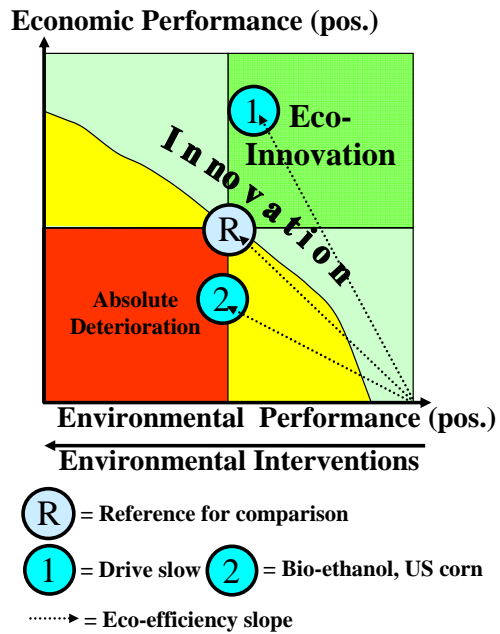 Economic Performance (pos.)
1
Eco-
Innovation
Innovation
R
Absolute
Deterioration
2
Environmental Performance (pos.)
Environmental Interventions
R = Reference for comparison
1 = Drive slow 2 = Bio-ethanol, US corn
= Eco-efficiency slope